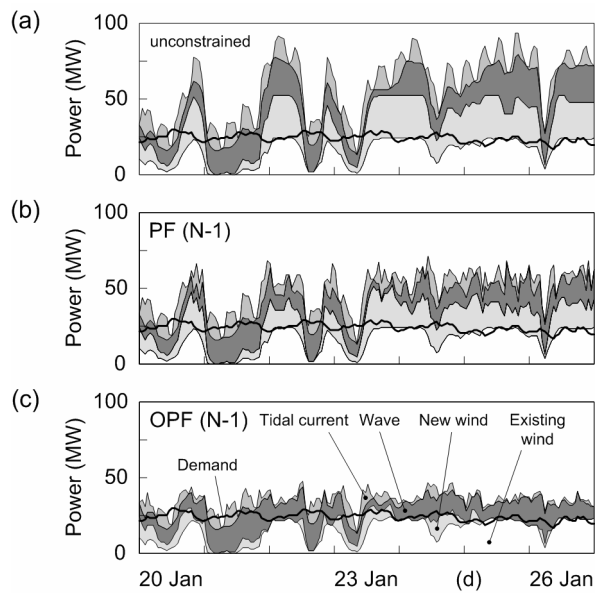 (a)
100
unconstrained
Power (MW)
50
0
(b)
100
PF (N-1)
Power (MW)
50
0
(c)
100
OPF (N-1)
Tidal current
Wave
New wind
Existing
wind
Demand
Power (MW)
50
0
20 Jan
23 Jan
(d)
26 Jan